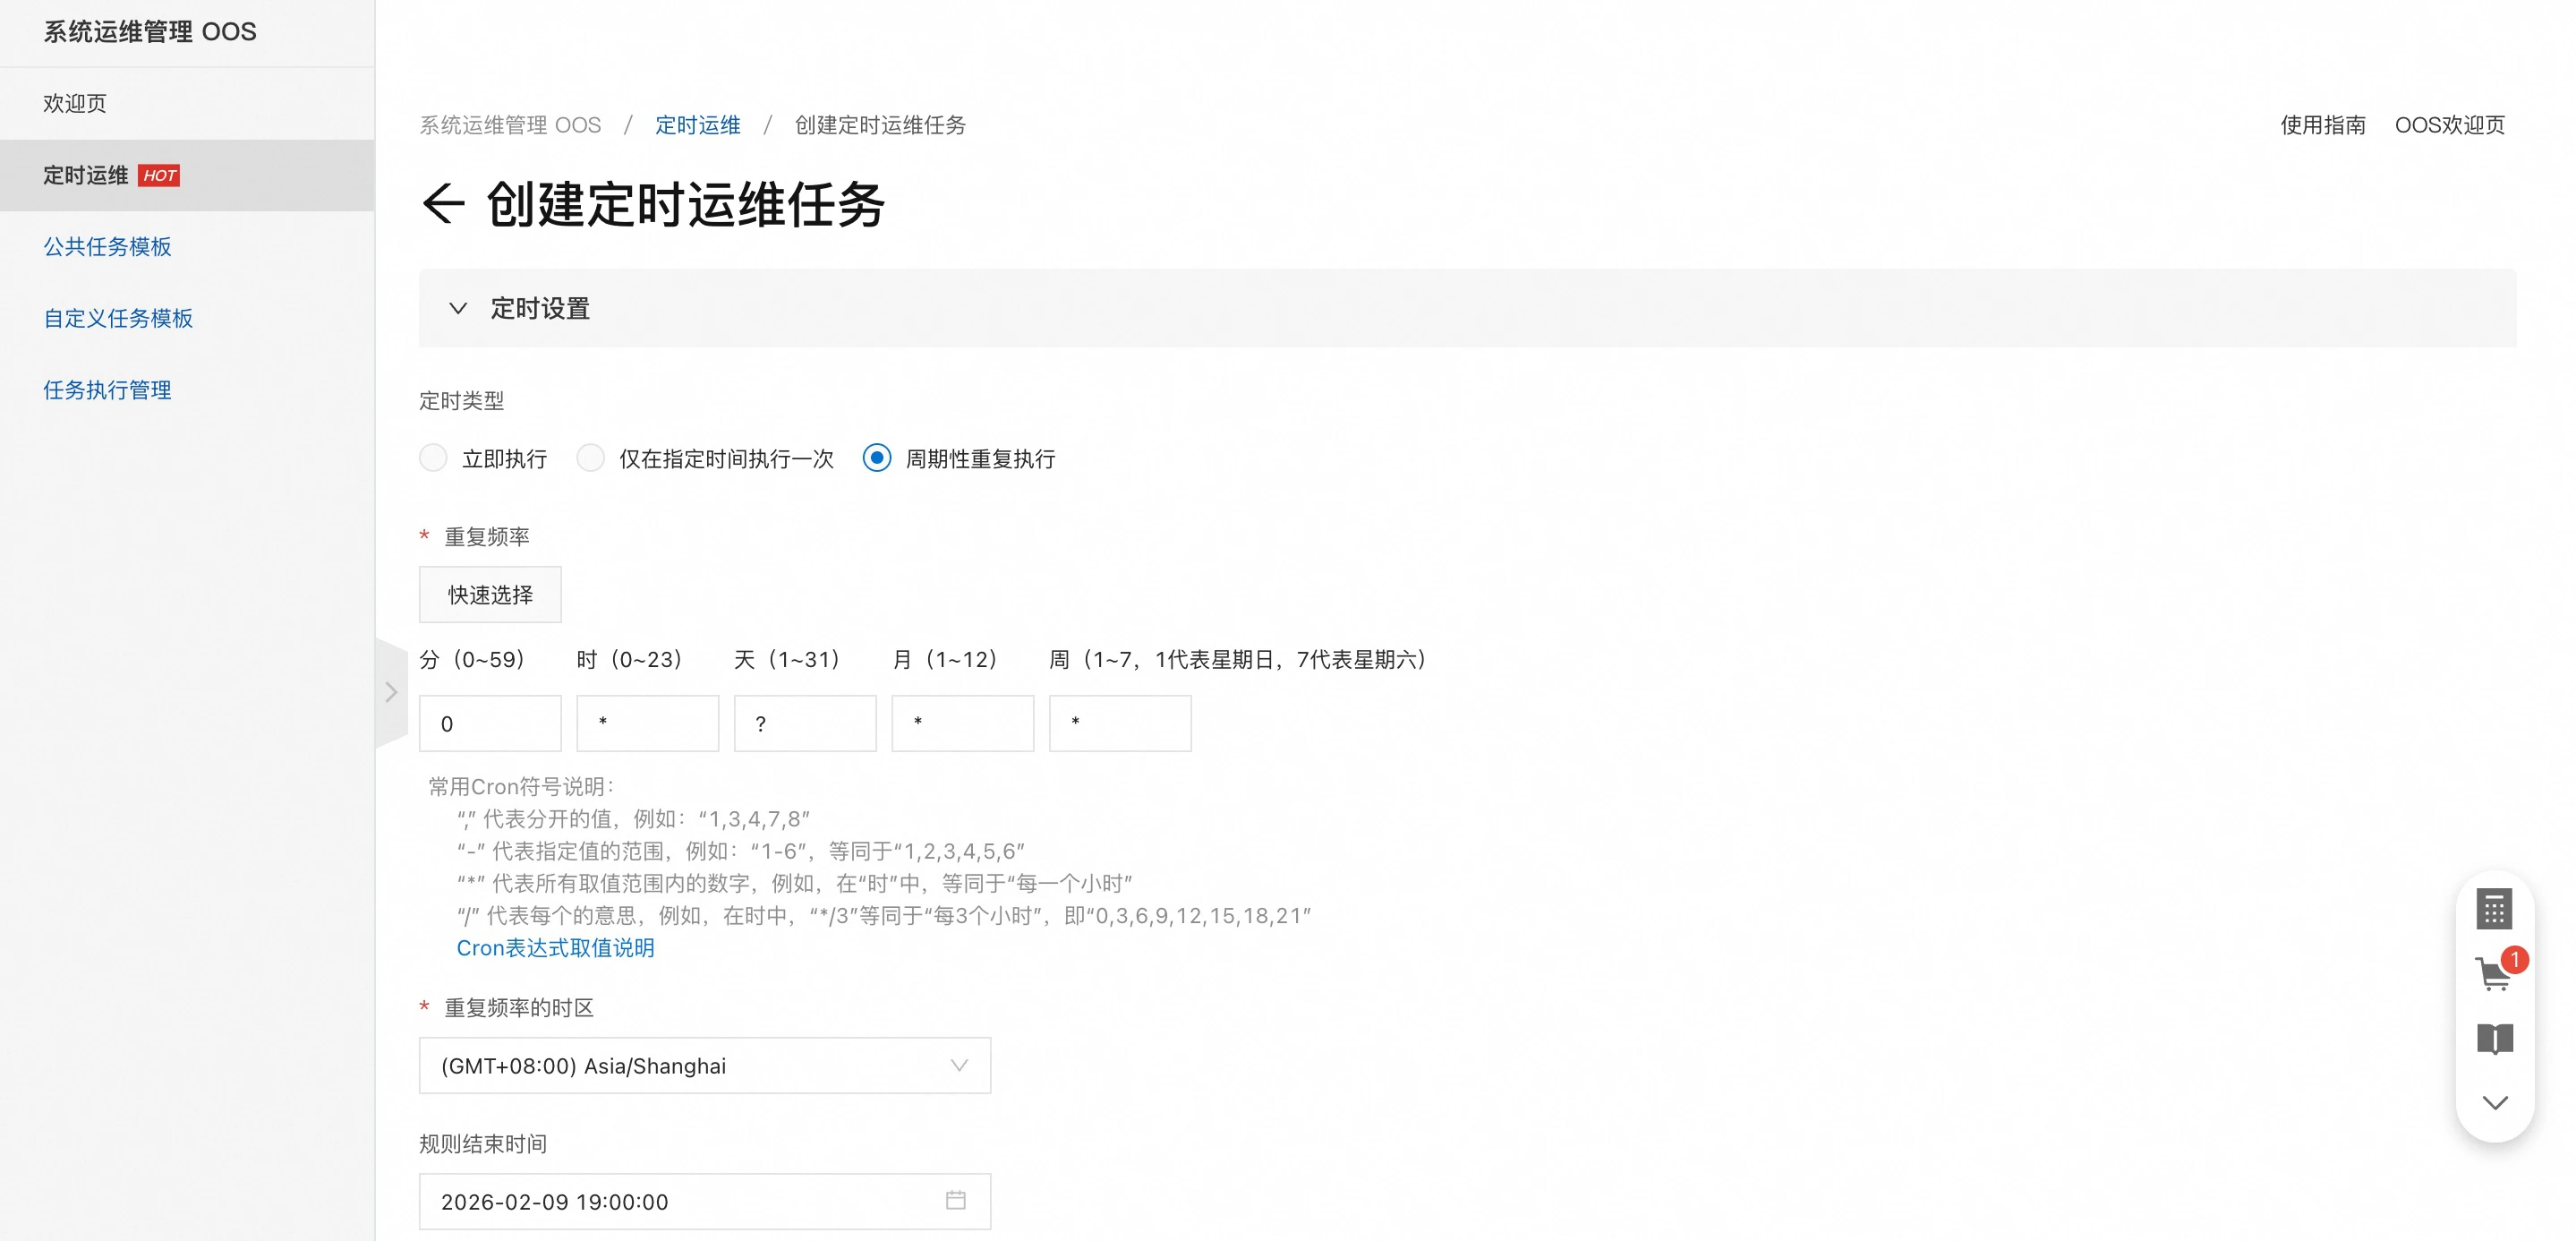 系统运维管理 OOS
欢迎页
定时运维 HOT
公共任务模板
自定义任务模板
任务执行管理
系统运维管理 OOS / 定时运维 / 创建定时运维任务
使用指南 OOS欢迎页
创建定时运维任务
定时设置
定时类型
立即执行 仅在指定时间执行一次 周期性重复执行
* 重复频率
快速选择
分（0~59） 时（0~23） 天（1~31） 月（1~12） 周（1~7，1代表星期日，7代表星期六）
0 * ? * *
常用Cron符号说明：
“,” 代表分开的值，例如：“1,3,4,7,8”
“-” 代表指定值的范围，例如：“1-6”，等同于“1,2,3,4,5,6”
“*” 代表所有取值范围内的数字，例如，在“时”中，等同于“每一个小时”
“/” 代表每个的意思，例如，在时中，“*/3”等同于“每3个小时”，即“0,3,6,9,12,15,18,21”
Cron表达式取值说明
* 重复频率的时区
(GMT+08:00) Asia/Shanghai
规则结束时间
2026-02-09 19:00:00
1